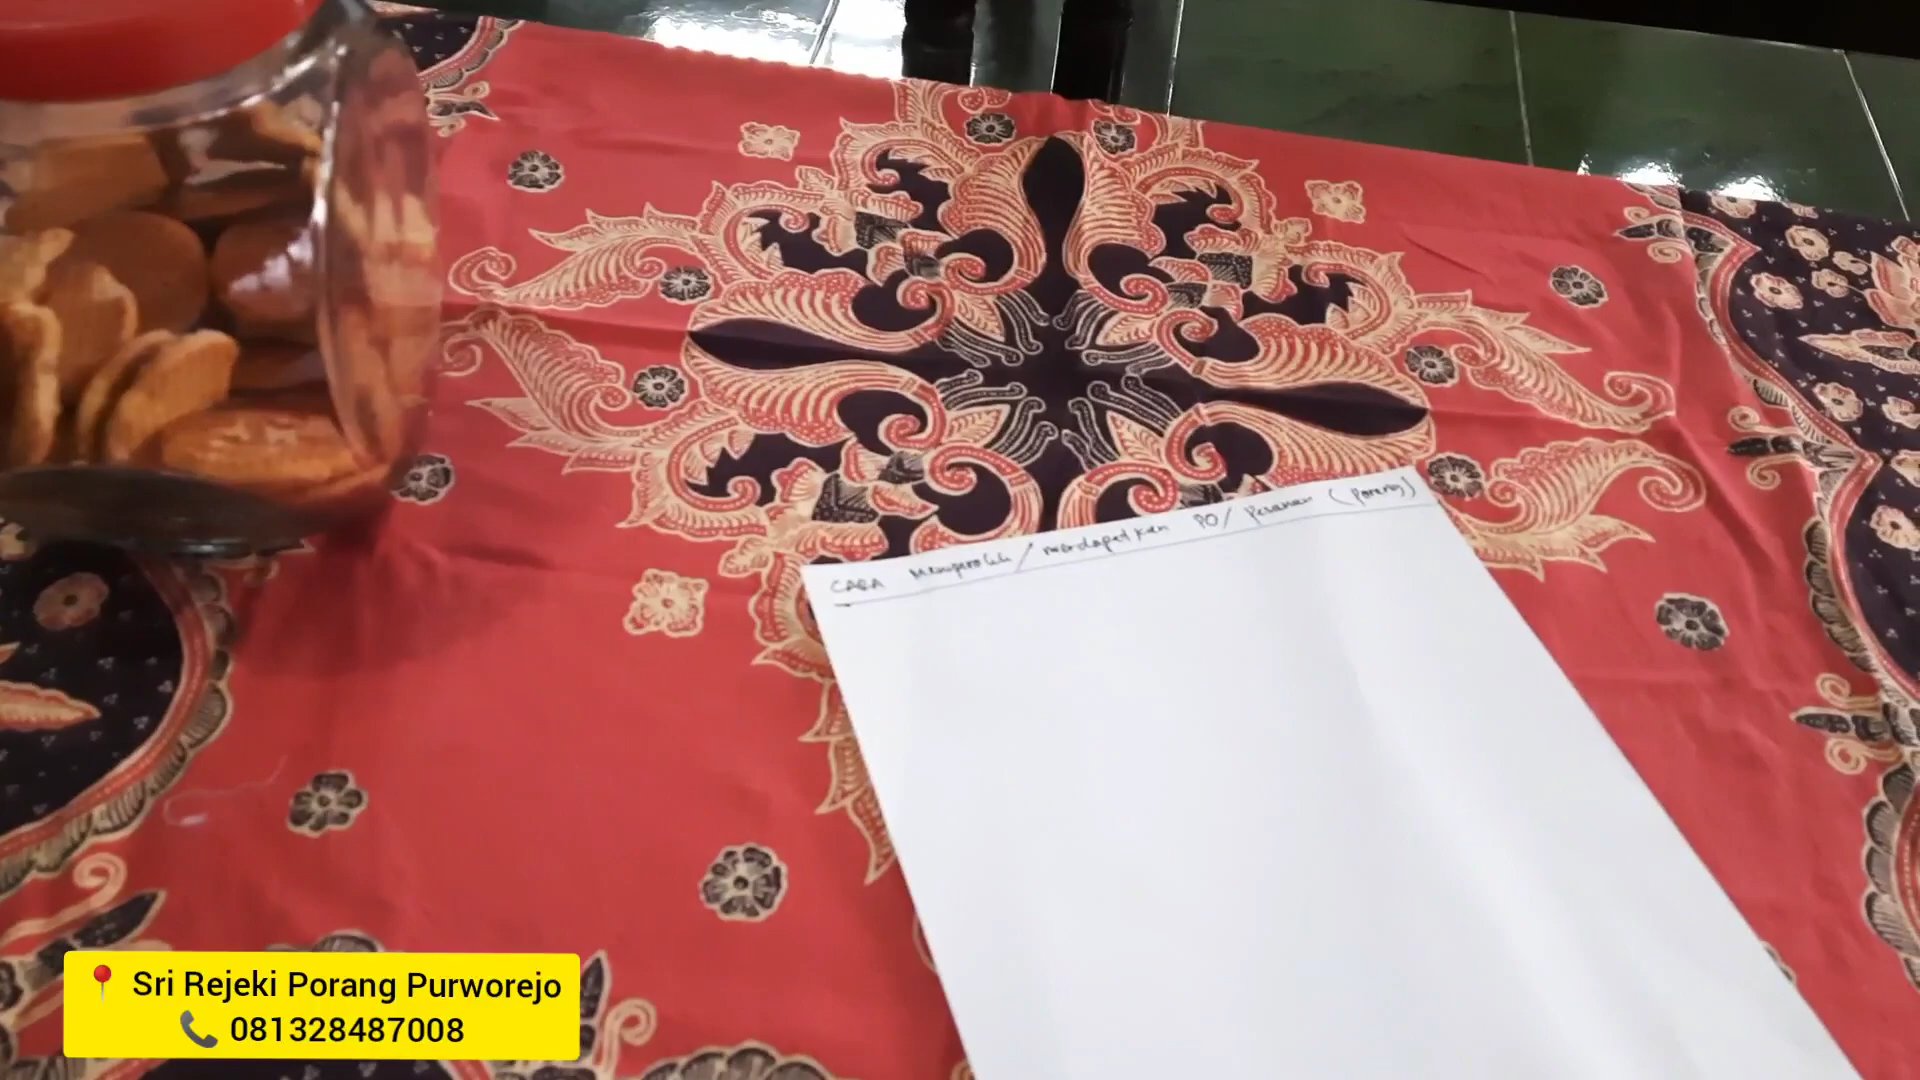 CARA Memperoleh / mendapatkan PO / Pesanan (Porang)
Sri Rejeki Porang Purworejo
081328487008